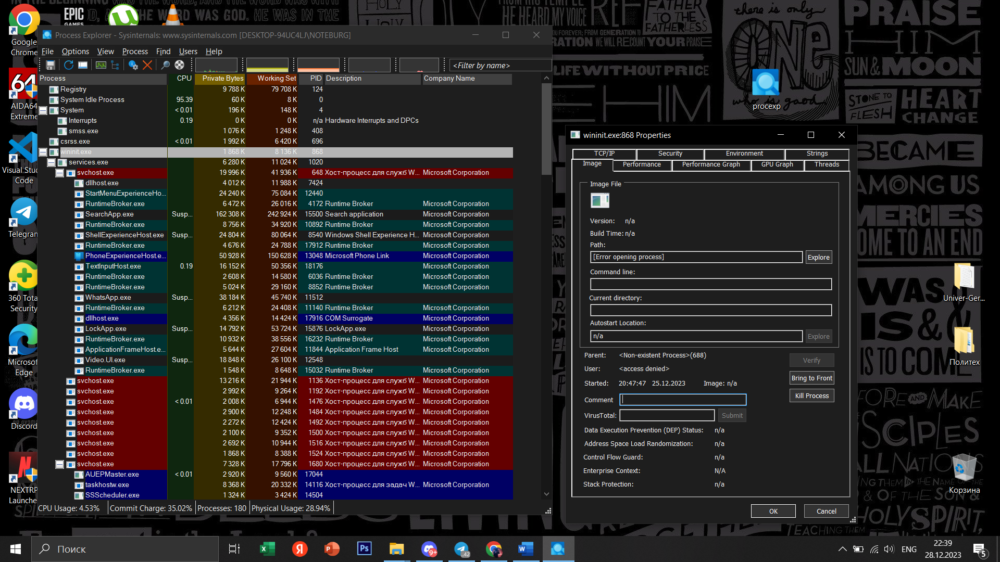 Google
Chrome
EPIC
GAMES
AIDA64
Extreme
64
Visual Studio
Code
Telegram
360 Total
Security
Microsoft
Edge
Discord
NEXTRP
Launche
Process Explorer - Sysinternals: www.sysinternals.com [DESKTOP-94UC4LJ\NOTEBURG]
File Options View Process Find Users Help
<Filter by name>
Process CPU Private Bytes Working Set PID Description Company Name
Registry 9 788 K 79 708 K 124
System Idle Process 95.39 60 K 8 K 0
System < 0.01 196 K 148 K 4
Interrupts 0.19 0 K 0 K n/a Hardware Interrupts and DPCs
smss.exe 1 076 K 1 248 K 408
csrss.exe < 0.01 1 992 K 6 420 K 696
wininit.exe 1 868 K 8 136 K 868
services.exe 6 280 K 11 024 K 1020
svchost.exe 19 996 K 41 936 K 648 Хост-процесс для служб W... Microsoft Corporation
dllhost.exe 4 012 K 11 988 K 7424
StartMenuExperienceHo... 24 240 K 75 084 K 12440
RuntimeBroker.exe 6 472 K 26 016 K 4172 Runtime Broker Microsoft Corporation
SearchApp.exe Susp... 162 308 K 242 924 K 15500 Search application Microsoft Corporation
RuntimeBroker.exe 8 756 K 34 920 K 10892 Runtime Broker Microsoft Corporation
ShellExperienceHost.exe Susp... 24 804 K 80 064 K 8540 Windows Shell Experience H... Microsoft Corporation
RuntimeBroker.exe 4 676 K 24 788 K 17912 Runtime Broker Microsoft Corporation
PhoneExperienceHost.e... 50 928 K 150 628 K 13048 Microsoft Phone Link Microsoft Corporation
TextInputHost.exe 0.19 16 152 K 50 356 K 18176 Microsoft Corporation
RuntimeBroker.exe 2 608 K 14 580 K 6036 Runtime Broker Microsoft Corporation
RuntimeBroker.exe 5 024 K 29 160 K 8852 Runtime Broker Microsoft Corporation
WhatsApp.exe Susp... 38 184 K 45 740 K 11512
RuntimeBroker.exe 6 212 K 24 408 K 11140 Runtime Broker Microsoft Corporation
dllhost.exe 4 356 K 14 424 K 17916 COM Surrogate Microsoft Corporation
LockApp.exe Susp... 14 792 K 53 724 K 15876 LockApp.exe Microsoft Corporation
RuntimeBroker.exe 10 932 K 38 556 K 16232 Runtime Broker Microsoft Corporation
ApplicationFrameHost.e... 5 644 K 27 604 K 11844 Application Frame Host Microsoft Corporation
Video.UI.exe Susp... 18 848 K 26 100 K 12548
RuntimeBroker.exe 1 548 K 8 648 K 15032 Runtime Broker Microsoft Corporation
svchost.exe 13 216 K 21 944 K 1136 Хост-процесс для служб W... Microsoft Corporation
svchost.exe 2 992 K 9 264 K 1192 Хост-процесс для служб W... Microsoft Corporation
svchost.exe < 0.01 2 008 K 6 944 K 1476 Хост-процесс для служб W... Microsoft Corporation
svchost.exe 2 900 K 12 248 K 1484 Хост-процесс для служб W... Microsoft Corporation
svchost.exe 2 272 K 12 424 K 1492 Хост-процесс для служб W... Microsoft Corporation
svchost.exe 2 100 K 9 352 K 1500 Хост-процесс для служб W... Microsoft Corporation
svchost.exe 2 692 K 10 944 K 1516 Хост-процесс для служб W... Microsoft Corporation
svchost.exe 1 868 K 8 388 K 1524 Хост-процесс для служб W... Microsoft Corporation
svchost.exe 7 328 K 17 796 K 1680 Хост-процесс для служб W... Microsoft Corporation
AUEPMaster.exe < 0.01 2 920 K 9 560 K 17044
taskhostw.exe 8 368 K 20 332 K 14116 Хост-процесс для задач W... Microsoft Corporation
SSScheduler.exe 1 324 K 3 424 K 14504
CPU Usage: 4.53% Commit Charge: 35.02% Processes: 180 Physical Usage: 28.94%
wininit.exe:868 Properties
TCP/IP Security Environment Strings
Image Performance Performance Graph GPU Graph Threads
Image File
Version: n/a
Build Time: n/a
Path:
[Error opening process] Explore
Command line:
Current directory:
Autostart Location:
n/a Explore
Parent: <Non-existent Process>(688) Verify
User: <access denied> Bring to Front
Started: 20:47:47 25.12.2023 Image: n/a
Kill Process
Comment
VirusTotal: Submit
Data Execution Prevention (DEP) Status: n/a
Address Space Load Randomization: n/a
Control Flow Guard: n/a
Enterprise Context: N/A
Stack Protection: n/a
OK Cancel
procexp
Univer-Ger...
Политех
Корзина
FATHER
TO THE
FATHERLESS
there is only
ONE
who is good
PRAISE
HIM
SUN &
MOON
LIFE WITHOUT PRICE
HIM
STONE TO
FLESH
HEART
CHANGE
BECAME
AMONG US
MERCIES
COME TO AN END
WAS
IS &
IS TO COME
AND MAKE
DISCIPLES
ALL NATIONS
IN THE NAME OF THE
& OF THE SON &
HOLY SPIRIT,
TEACHING THEM
Поиск
9+
42
ENG
22:39
28.12.2023
5